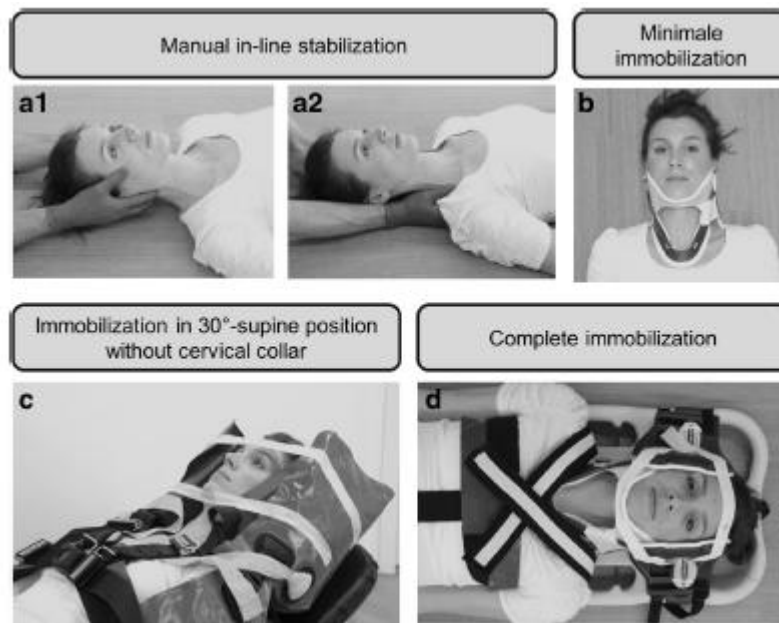 Manual in-line stabilization
Minimale
immobilization
a1
a2
b
Immobilization in 30°-supine position
without cervical collar
Complete immobilization
c
d